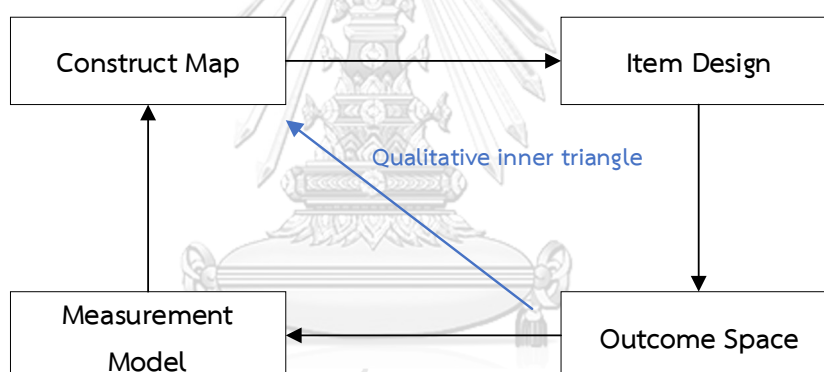 Construct Map
Item Design
Qualitative inner triangle
Measurement
Model
Outcome Space